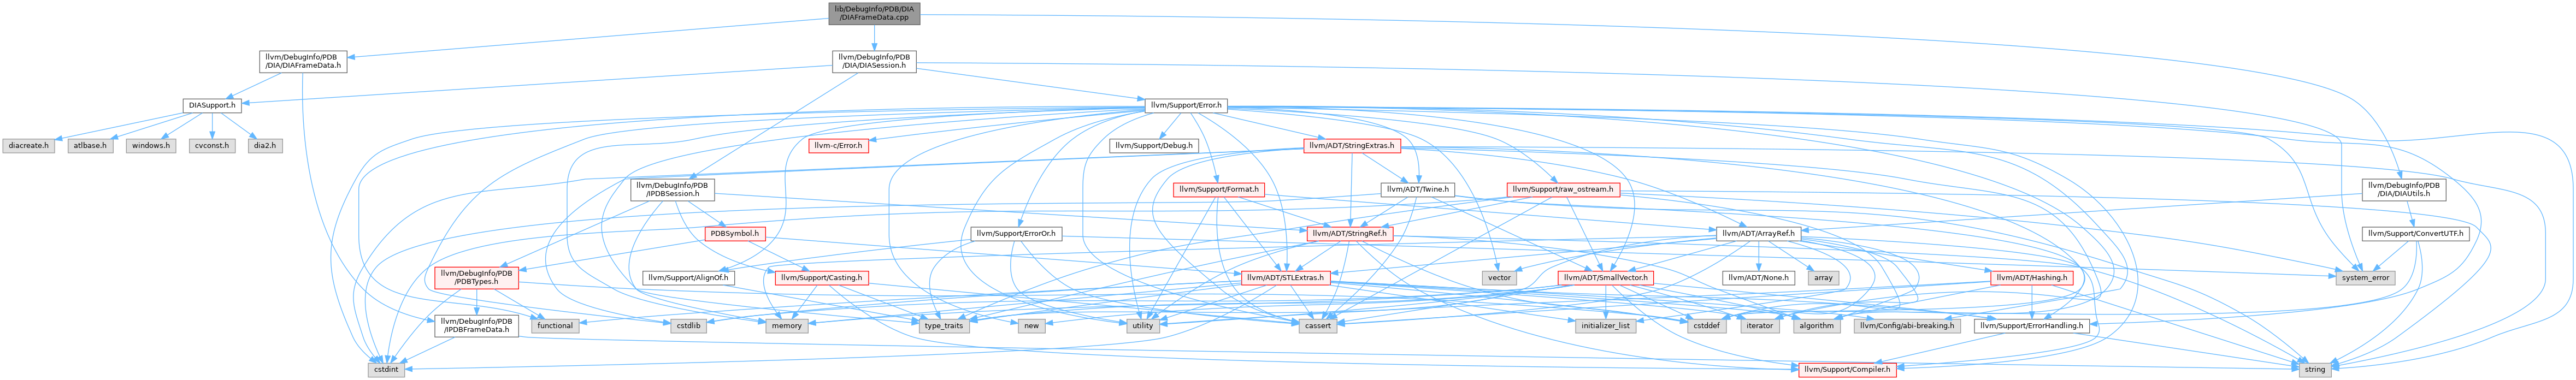 lib/DebugInfo/PDB/DIA
/DIAFrameData.cpp
llvm/DebugInfo/PDB
/DIA/DIAFrameData.h
llvm/DebugInfo/PDB
/DIA/DIASession.h
DIASupport.h
llvm/Support/Error.h
diacreate.h
atlbase.h
windows.h
cvconst.h
dia2.h
llvm-c/Error.h
llvm/Support/Debug.h
llvm/ADT/StringExtras.h
llvm/DebugInfo/PDB
/IPDBSession.h
llvm/Support/Format.h
llvm/ADT/Twine.h
llvm/Support/raw_ostream.h
llvm/DebugInfo/PDB
/DIA/DIAUtils.h
PDBSymbol.h
llvm/Support/ErrorOr.h
llvm/ADT/StringRef.h
llvm/ADT/ArrayRef.h
llvm/Support/ConvertUTF.h
llvm/DebugInfo/PDB
/PDBTypes.h
llvm/Support/AlignOf.h
llvm/Support/Casting.h
llvm/ADT/STLExtras.h
vector
llvm/ADT/SmallVector.h
llvm/ADT/None.h
array
llvm/ADT/Hashing.h
system_error
llvm/DebugInfo/PDB
/IPDBFrameData.h
functional
cstdlib
memory
type_traits
new
utility
cassert
initializer_list
cstddef
iterator
algorithm
llvm/Config/abi-breaking.h
llvm/Support/ErrorHandling.h
cstdint
llvm/Support/Compiler.h
string